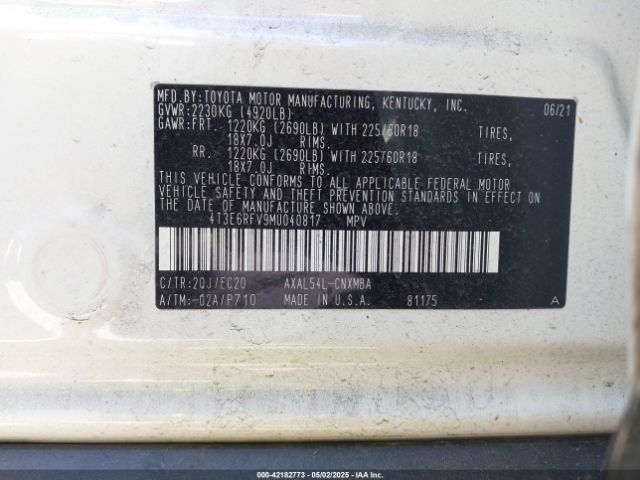 MFD.BY:TOYOTA MOTOR MANUFACTURING, KENTUCKY, INC. 06/21
GVWR:2230KG (4920LB)
GAWR:FRT. 1220KG (2690LB) WITH 225/60R18 TIRES,
18X7.0J RIMS.
RR. 1220KG (2690LB) WITH 225/60R18 TIRES,
18X7.0J RIMS.
THIS VEHICLE CONFORMS TO ALL APPLICABLE FEDERAL MOTOR
VEHICLE SAFETY AND THEFT PREVENTION STANDARDS IN EFFECT
ON THE DATE OF MANUFACTURE SHOWN ABOVE.
4T3E6RFV9MU040817 MPV
C/TR:20J/EC20 AXAL54L-CNXMBA
A/TM:-02A/P710 MADE IN U.S.A. 81175 A
000-42182773 - 05/02/2025 - IAAI.COM